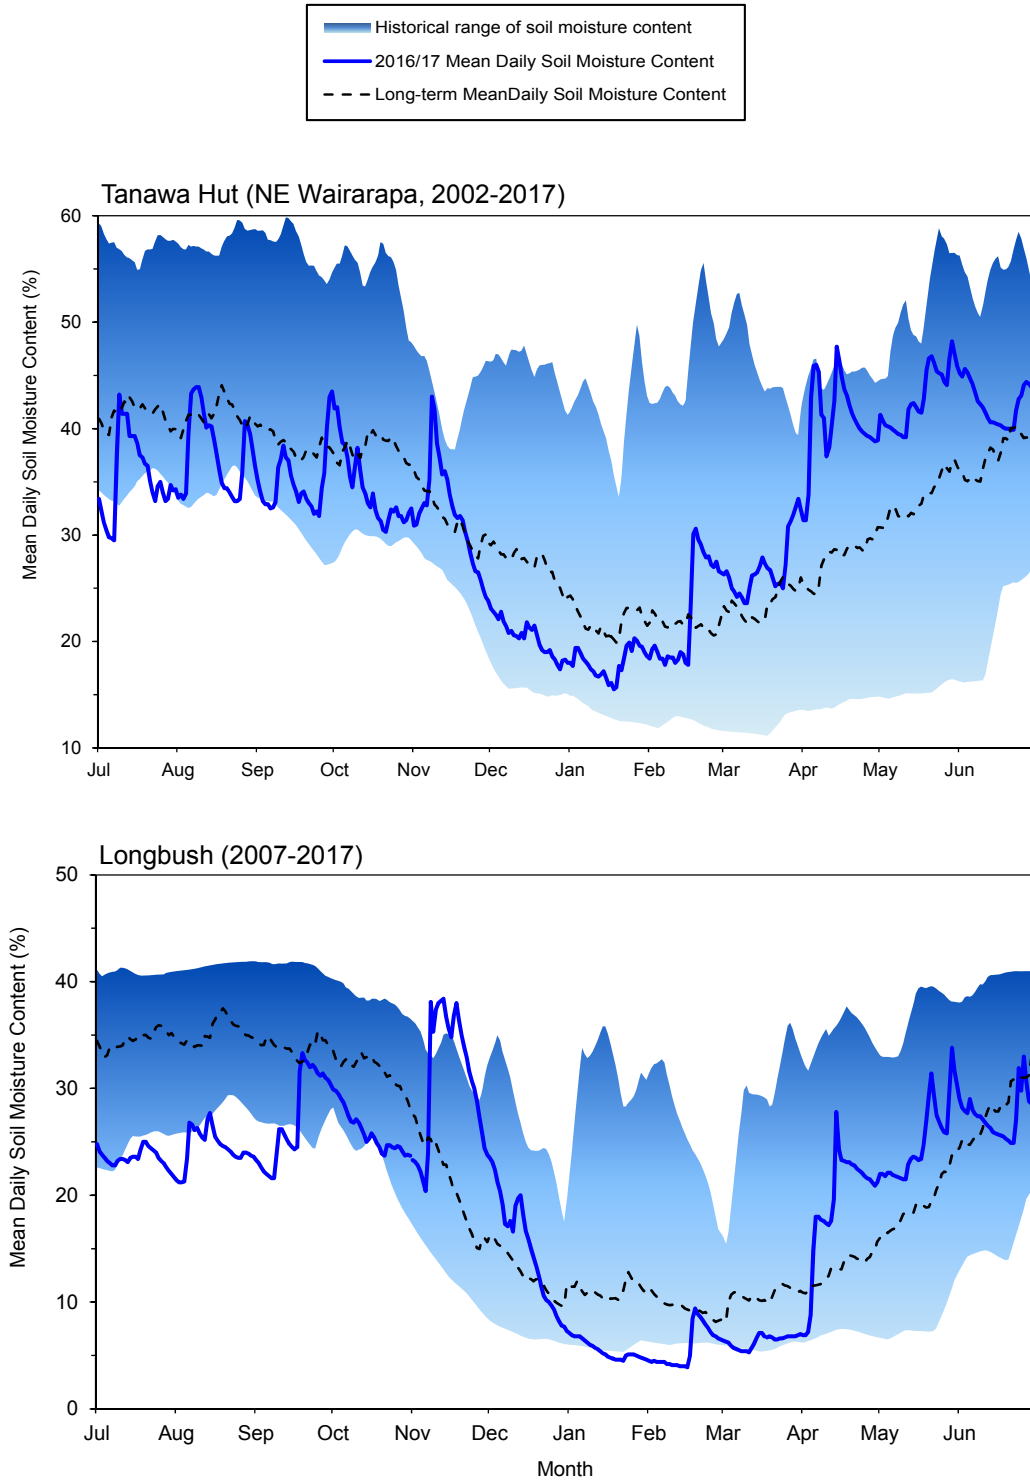 Historical range of soil moisture content
2016/17 Mean Daily Soil Moisture Content
Long-term MeanDaily Soil Moisture Content
Tanawa Hut (NE Wairarapa, 2002-2017)
Mean Daily Soil Moisture Content (%)
60
50
40
30
20
10
Jul Aug Sep Oct Nov Dec Jan Feb Mar Apr May Jun
Longbush (2007-2017)
Mean Daily Soil Moisture Content (%)
50
40
30
20
10
0
Jul Aug Sep Oct Nov Dec Jan Feb Mar Apr May Jun
Month